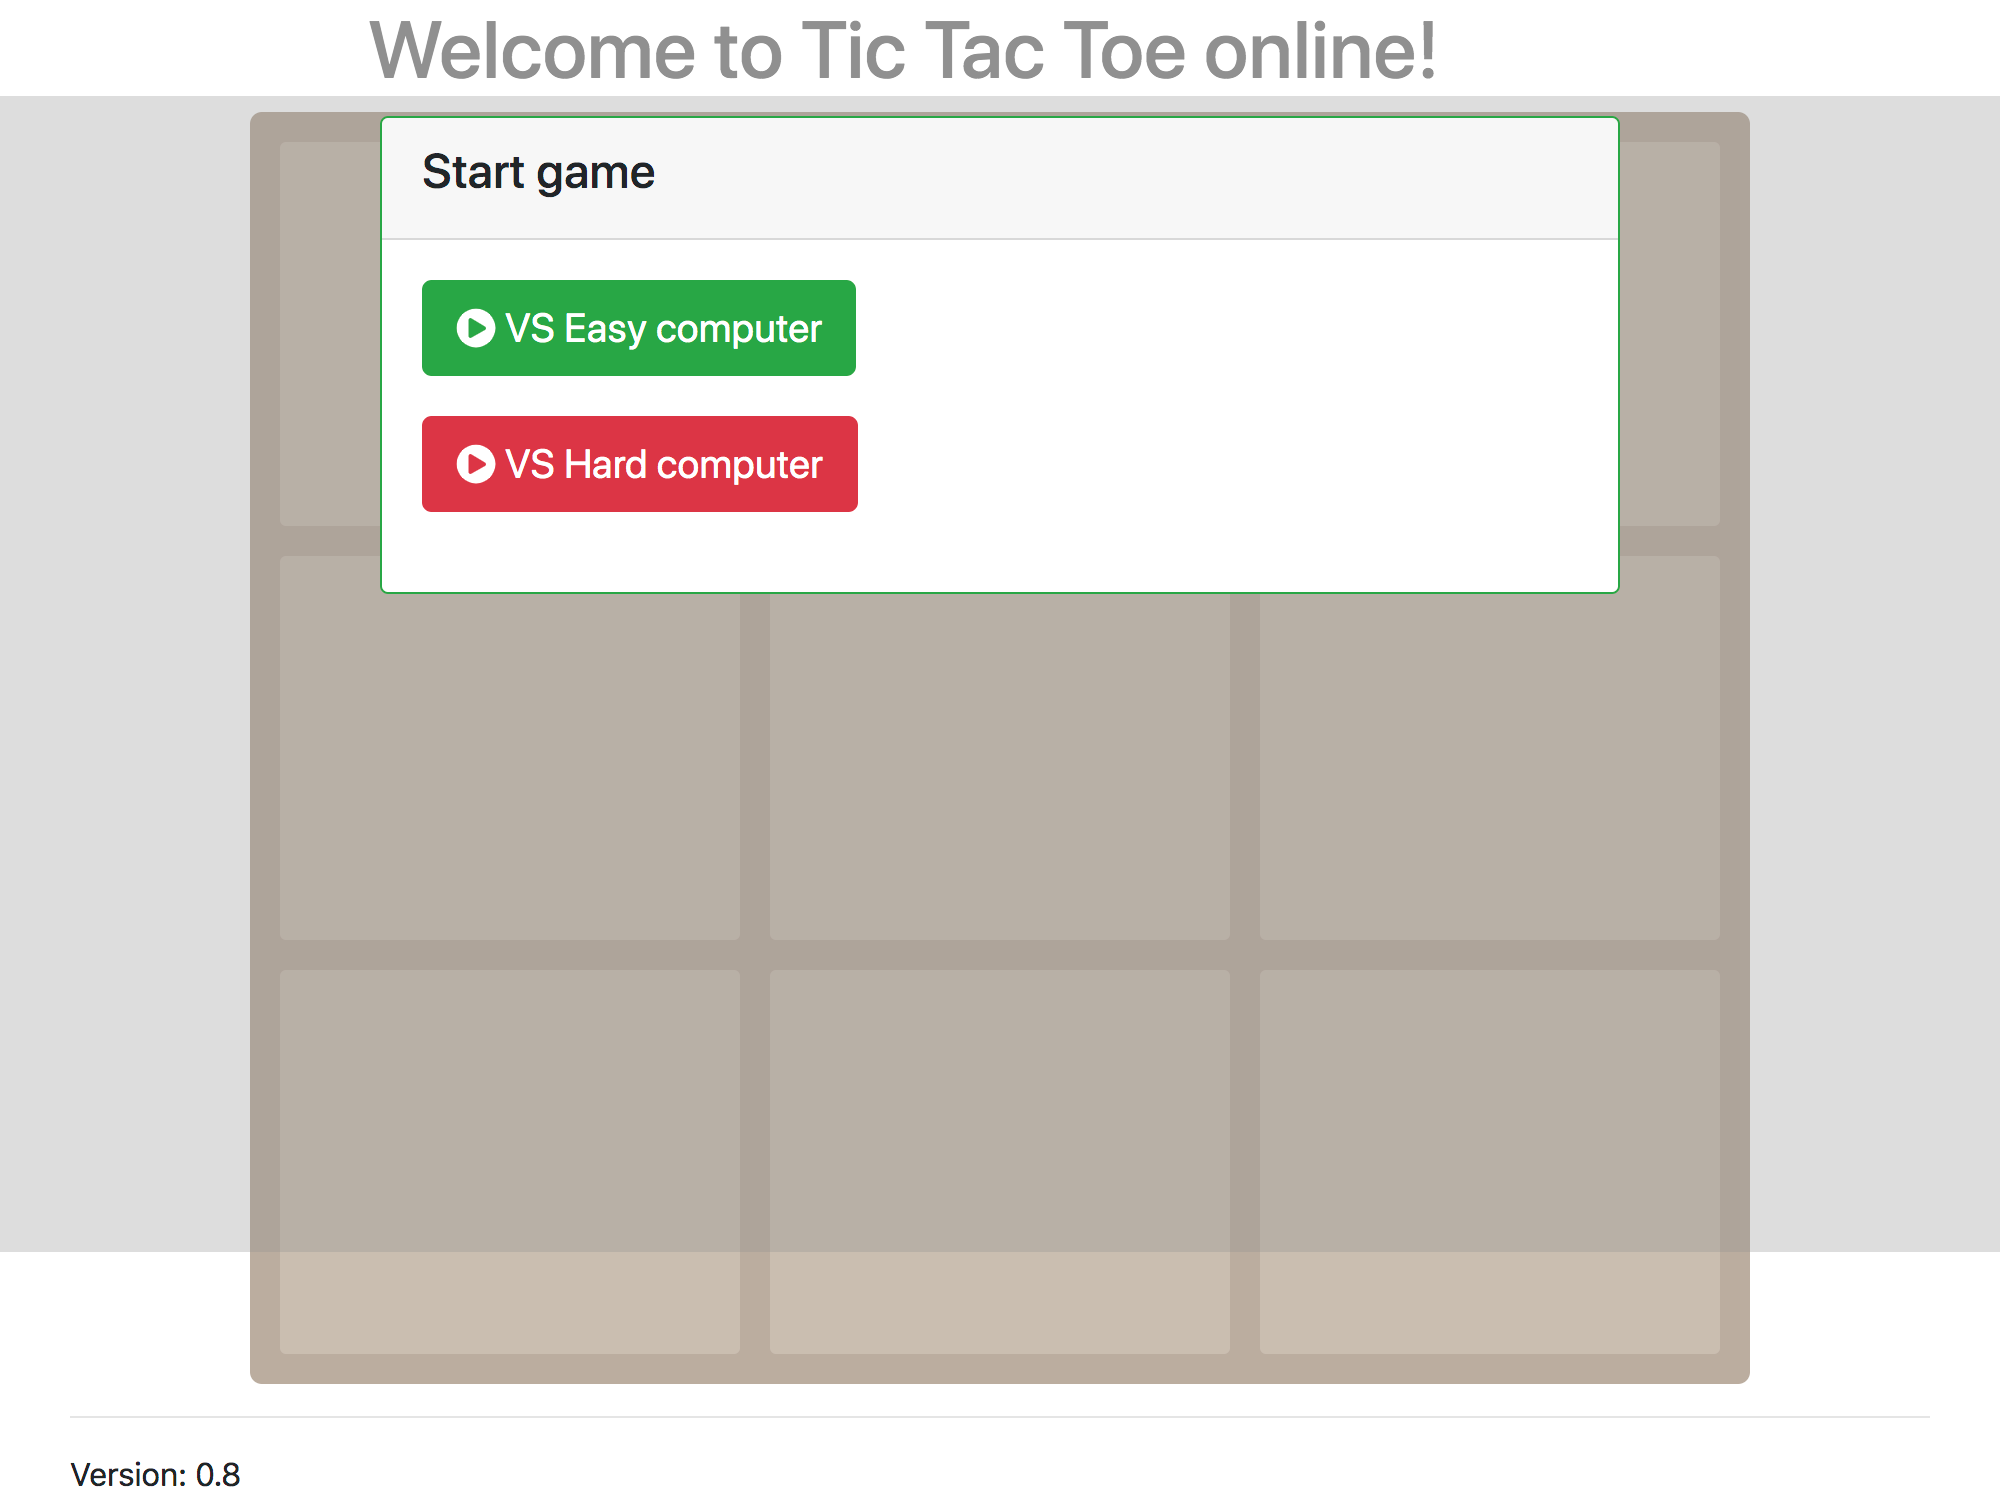 Welcome to Tic Tac Toe online!
Start game
VS Easy computer
VS Hard computer
Version: 0.8